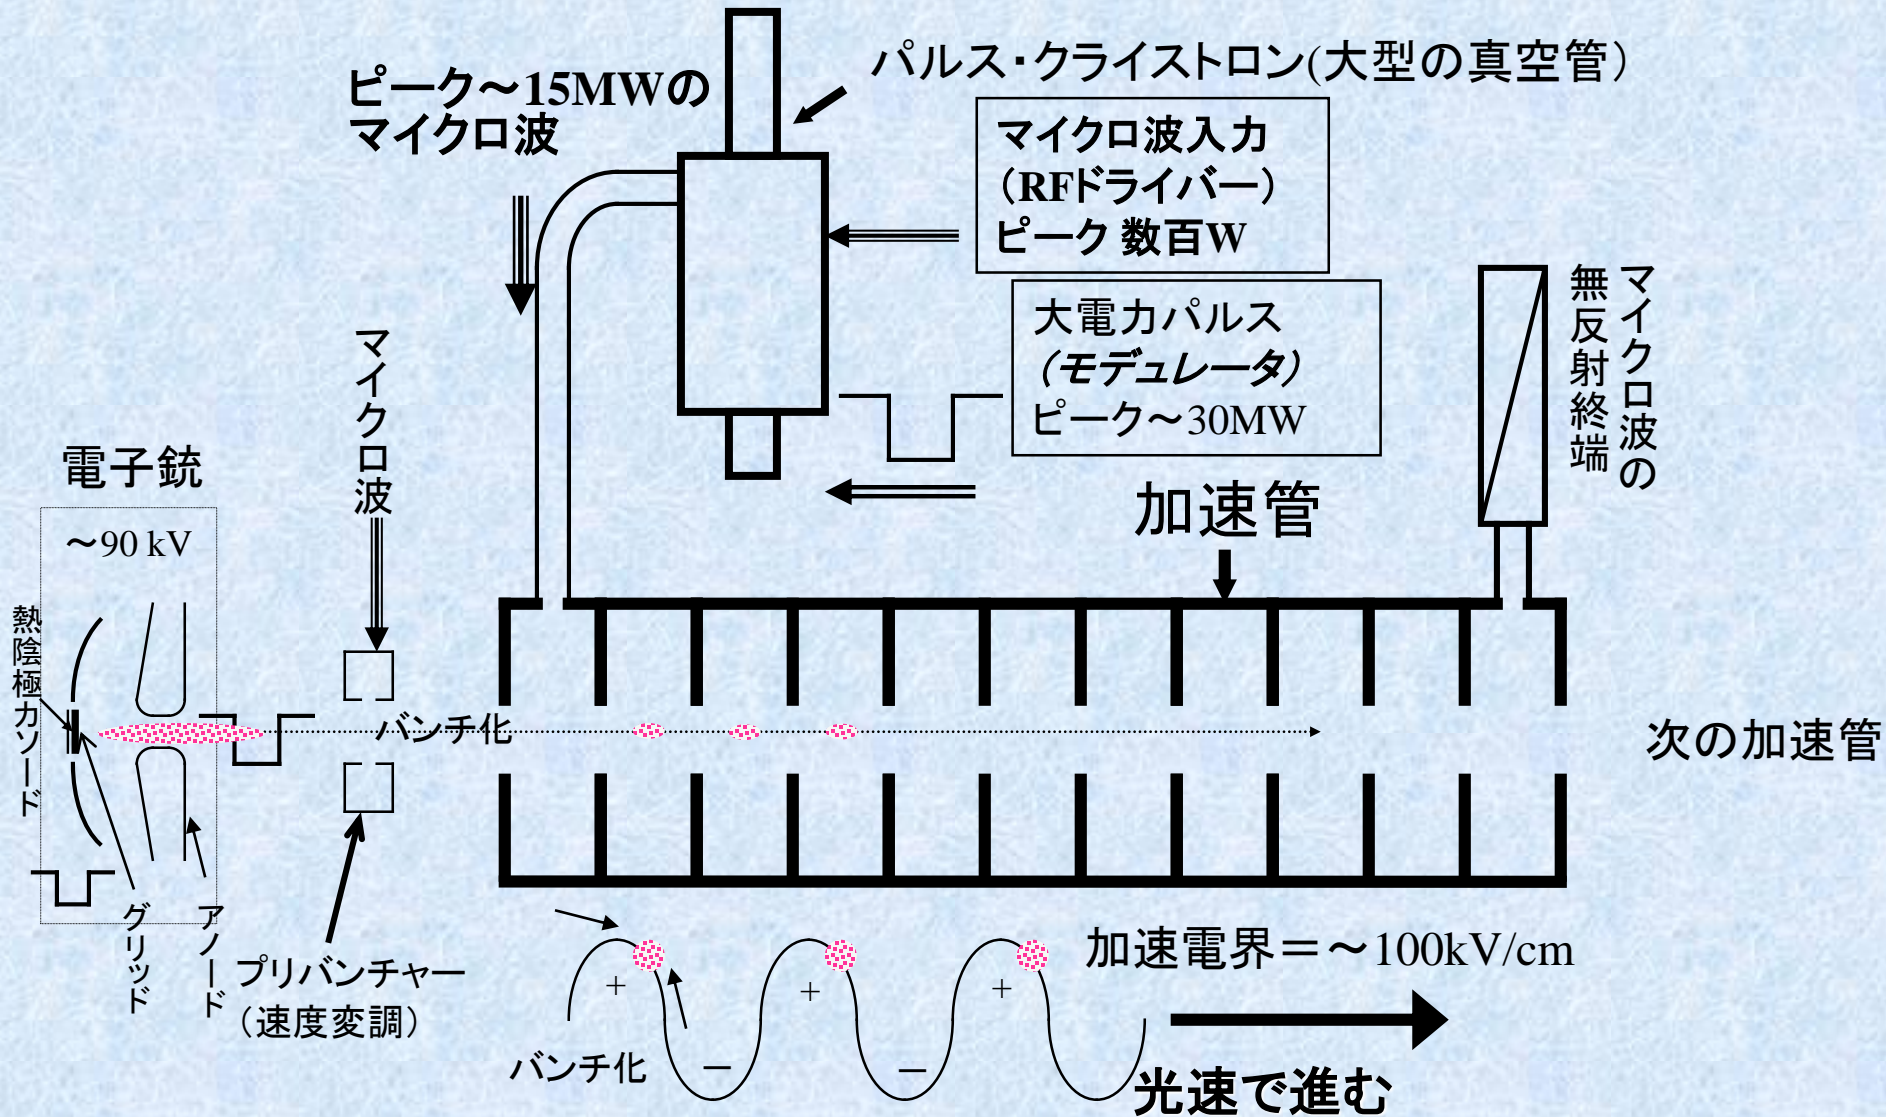 パルス・クライストロン(大型の真空管)
ピーク～15MWの
マイクロ波
マイクロ波入力
(RFドライバー)
ピーク 数百W
大電力パルス
(モデュレータ)
ピーク～30MW
マイクロ波の
無反射終端
マイクロ波
電子銃
～90 kV
加速管
熱陰極カソード
バンチ化
次の加速管
グリッド
アノード
プリバンチャー
(速度変調)
加速電界＝～100kV/cm
+
+
+
バンチ化
－
－
光速で進む